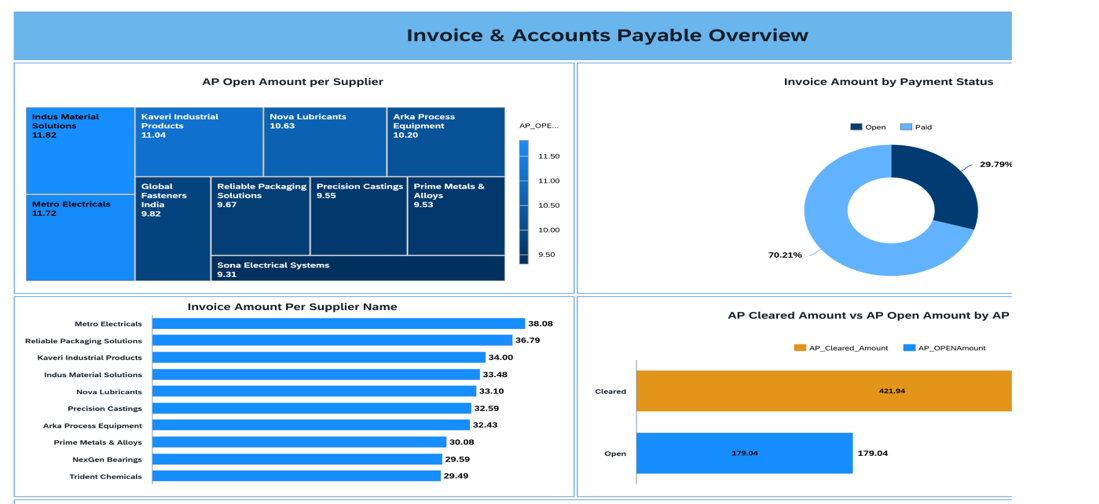 Invoice & Accounts Payable Overview
AP Open Amount per Supplier
Indus Material
Solutions
11.82
Metro Electricals
11.72
Kaveri Industrial
Products
11.04
Nova Lubricants
10.63
Arka Process
Equipment
10.20
Global
Fasteners
India
9.82
Reliable Packaging
Solutions
9.67
Precision Castings
9.55
Prime Metals &
Alloys
9.53
Sona Electrical Systems
9.31
AP_OPE...
11.50
11.00
10.50
10.00
9.50
Invoice Amount by Payment Status
Open
Paid
29.79%
70.21%
Invoice Amount Per Supplier Name
Metro Electricals 38.08
Reliable Packaging Solutions 36.79
Kaveri Industrial Products 34.00
Indus Material Solutions 33.48
Nova Lubricants 33.10
Precision Castings 32.59
Arka Process Equipment 32.43
Prime Metals & Alloys 30.08
NexGen Bearings 29.59
Trident Chemicals 29.49
AP Cleared Amount vs AP Open Amount by AP
AP_Cleared_Amount
AP_OPENAmount
Cleared 421.94
Open 179.04 179.04